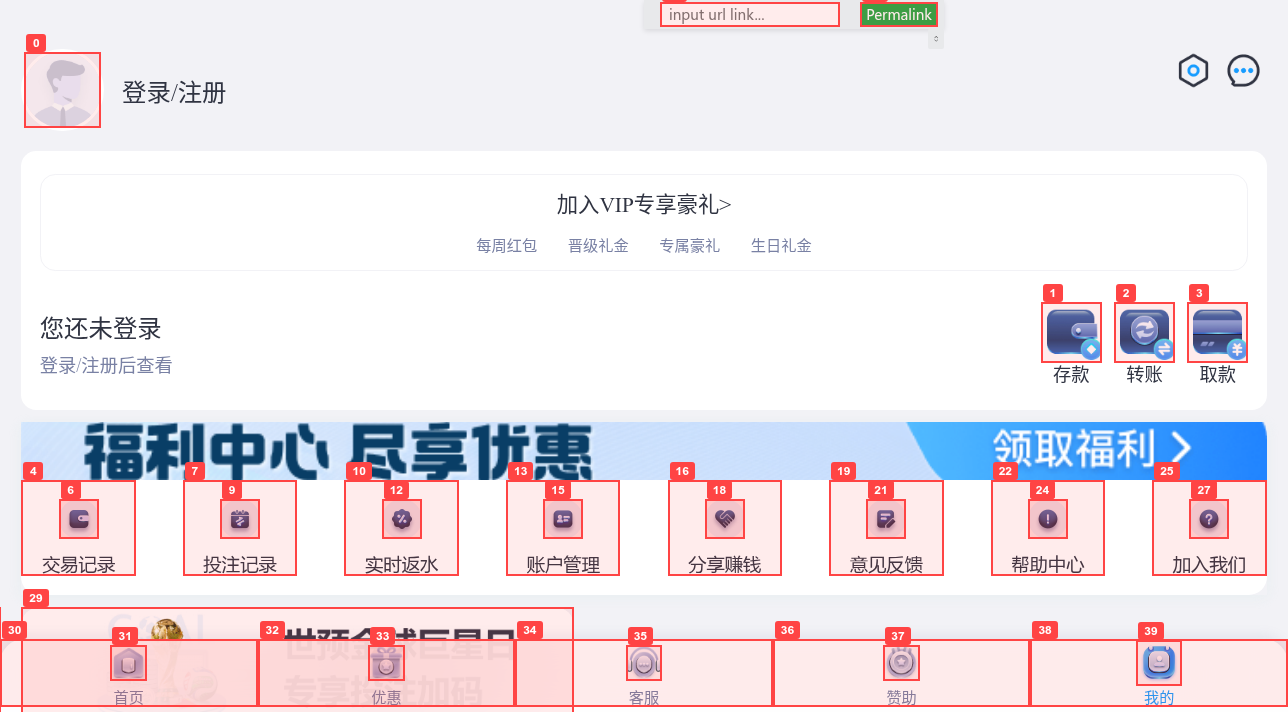 input url link...
Permalink
0
登录/注册
加入VIP专享豪礼>
每周红包 晋级礼金 专属豪礼 生日礼金
您还未登录
登录/注册后查看
1 2 3
存款 转账 取款
福利中心 尽享优惠
领取福利
4 7 10 13 16 19 22 25
6 9 12 15 18 21 24 27
交易记录 投注记录 实时返水 账户管理 分享赚钱 意见反馈 帮助中心 加入我们
29
30 31 32 33 34 35 36 37 38 39
世预金球巨星日
专享投注加码
首页 优惠 客服 赞助 我的